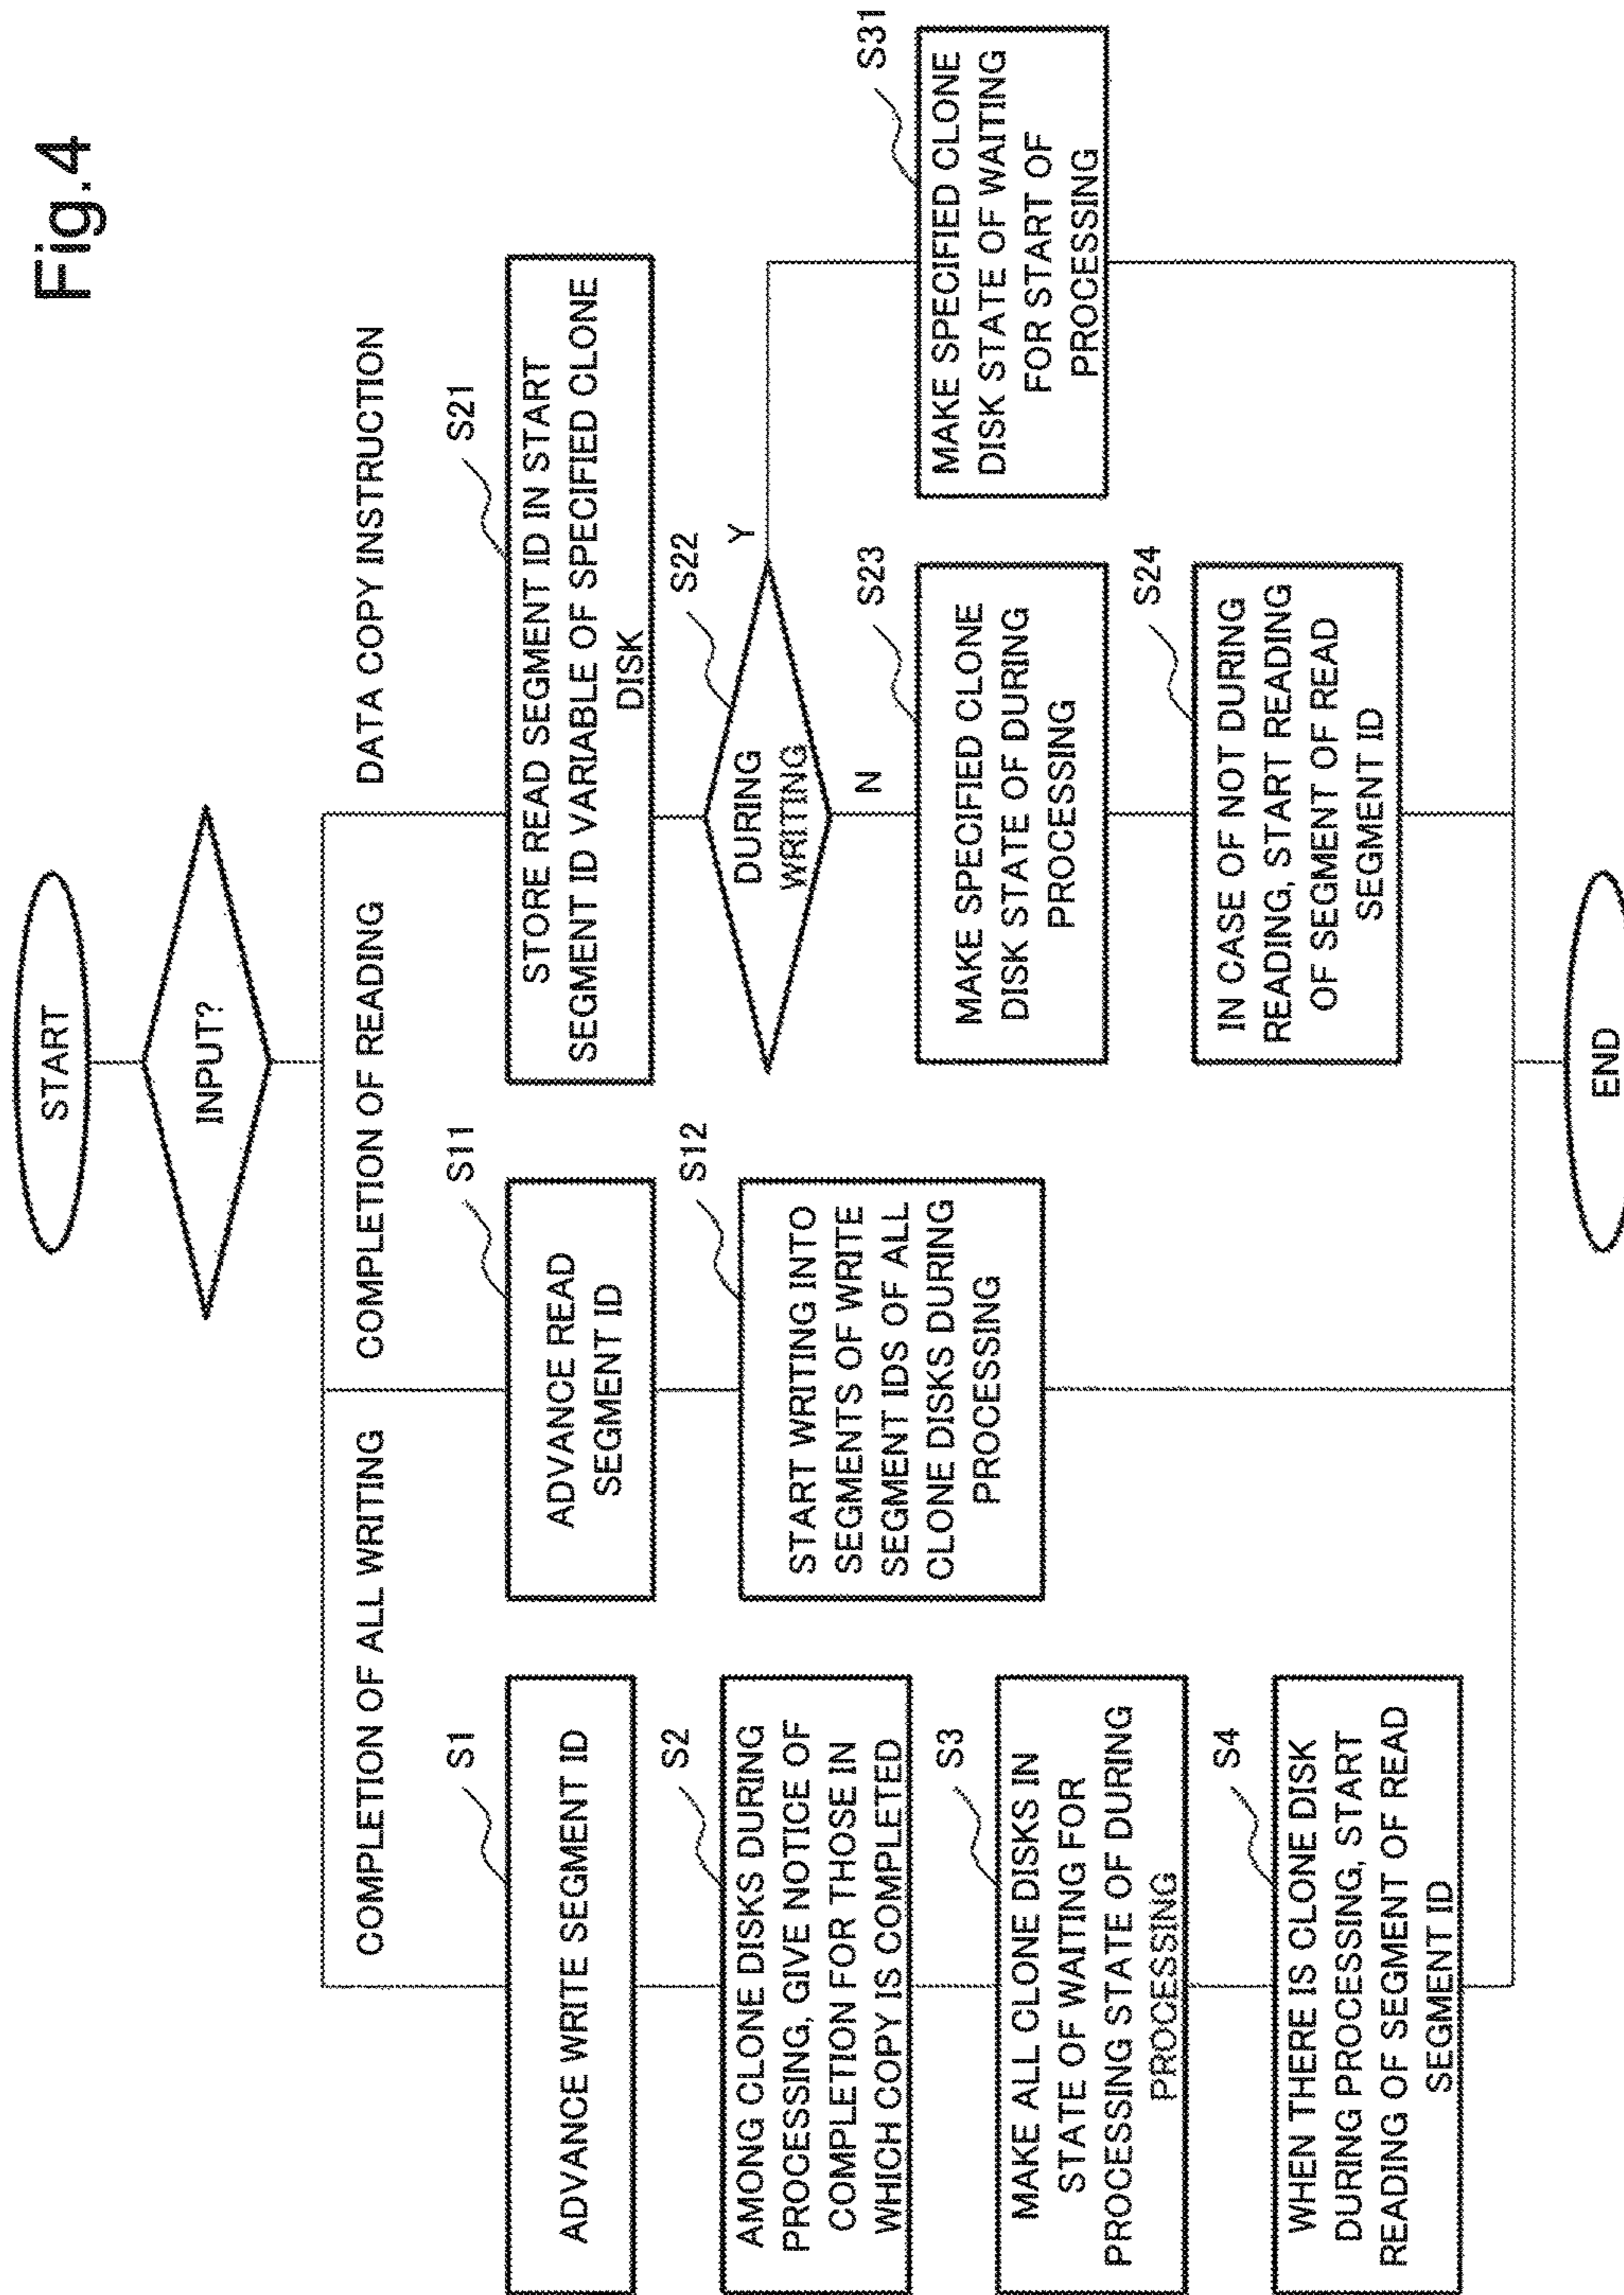 Fig.4
START
INPUT?
COMPLETION OF ALL WRITING
S1
ADVANCE WRITE SEGMENT ID
S2
AMONG CLONE DISKS DURING
PROCESSING, GIVE NOTICE OF
COMPLETION FOR THOSE IN
WHICH COPY IS COMPLETED
S3
MAKE ALL CLONE DISKS IN
STATE OF WAITING FOR
PROCESSING STATE OF DURING
PROCESSING
S4
WHEN THERE IS CLONE DISK
DURING PROCESSING, START
READING OF SEGMENT OF READ
SEGMENT ID
COMPLETION OF READING
S11
ADVANCE READ
SEGMENT ID
S12
START WRITING INTO
SEGMENTS OF WRITE
SEGMENT IDS OF ALL
CLONE DISKS DURING
PROCESSING
DATA COPY INSTRUCTION
S21
STORE READ SEGMENT ID IN START
SEGMENT ID VARIABLE OF SPECIFIED CLONE
DISK
S22
DURING
WRITING
Y
N
S23
MAKE SPECIFIED CLONE
DISK STATE OF DURING
PROCESSING
S24
IN CASE OF NOT DURING
READING, START READING
OF SEGMENT OF READ
SEGMENT ID
S31
MAKE SPECIFIED CLONE
DISK STATE OF WAITING
FOR START OF
PROCESSING
END